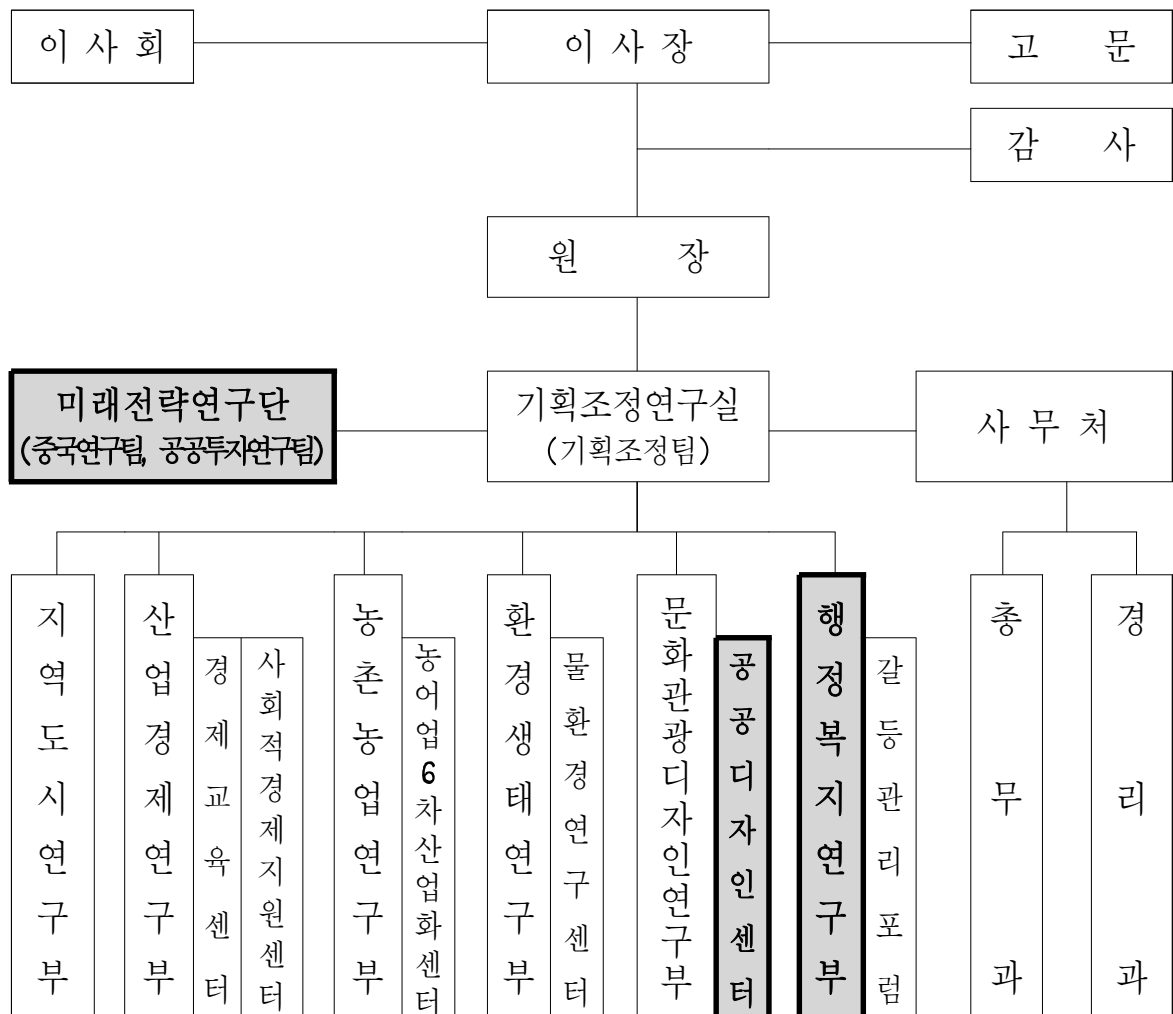 이 사 회
이 사 장
고 문
감 사
원 장
미래전략연구단
(중국연구팀, 공공투자연구팀)
기획조정연구실
(기획조정팀)
사 무 처
지역도시연구부
산업경제연구부
경제교육센터
사회적경제지원센터
농촌농업연구부
농어업6차산업화센터
환경생태연구부
물환경연구센터
문화관광디자인연구부
공공디자인센터
행정복지연구부
갈등관리포럼
총무과
경리과